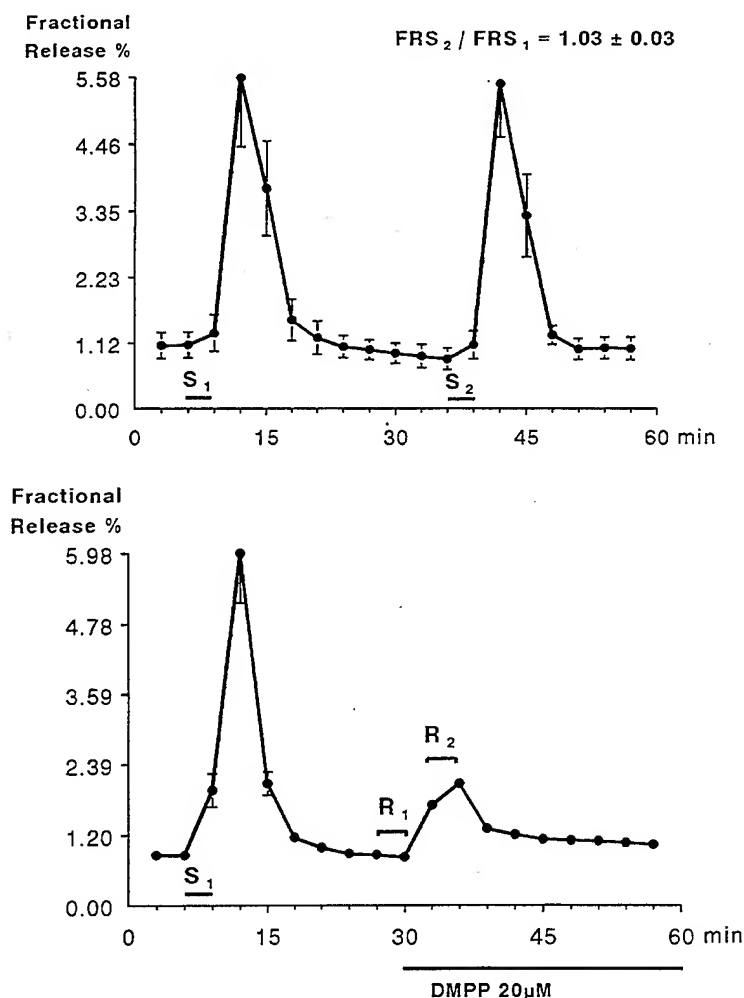 Fractional
Release %
FRS2 / FRS1 = 1.03 ± 0.03
5.58
4.46
3.35
2.23
1.12
0.00
S1
S2
0 15 30 45 60 min
Fractional
Release %
5.98
4.78
3.59
2.39
1.20
0.00
R2
R1
S1
0 15 30 45 60 min
DMPP 20µM